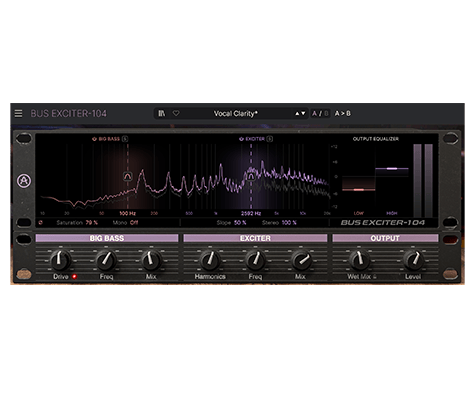 BUS EXCITER-104 Vocal Clarity* A / B A > B
BIG BASS EXCITER OUTPUT EQUALIZER
100 Hz 200 2592 Hz
Saturation: 79 % Mono: Off Slope: 50 % Stereo: 100 % LOW HIGH
BUS EXCITER-104
BIG BASS EXCITER OUTPUT
Drive Freq Mix Harmonics Freq Mix Wet Mix Level